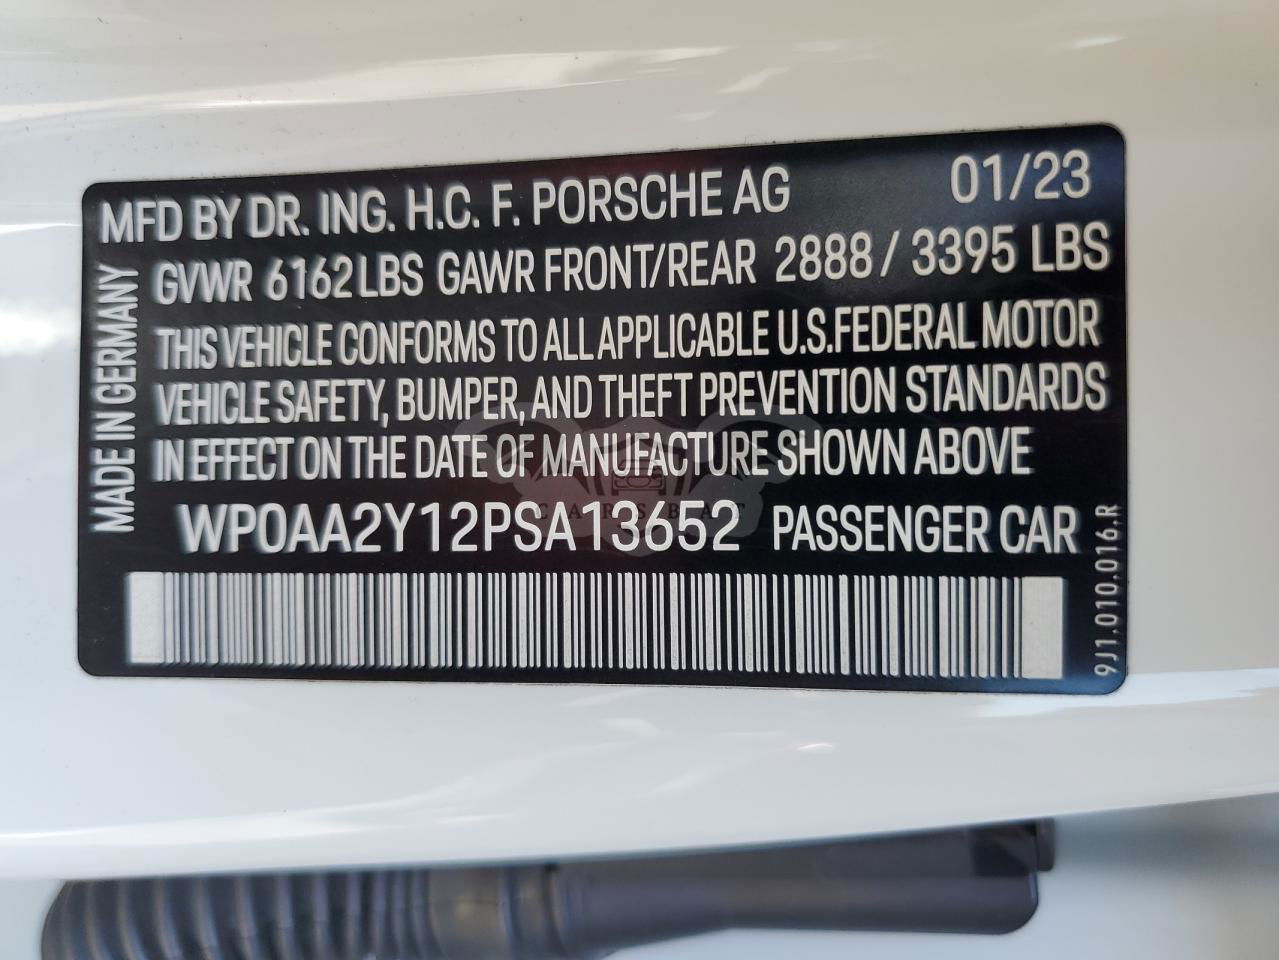 MFD BY DR. ING. H.C. F. PORSCHE AG 01/23
GVWR 6162 LBS GAWR FRONT/REAR 2888 / 3395 LBS
THIS VEHICLE CONFORMS TO ALL APPLICABLE U.S.FEDERAL MOTOR
VEHICLE SAFETY, BUMPER, AND THEFT PREVENTION STANDARDS
IN EFFECT ON THE DATE OF MANUFACTURE SHOWN ABOVE
WP0AA2Y12PSA13652 PASSENGER CAR
MADE IN GERMANY
9J1.010.016.R
CARSBAT